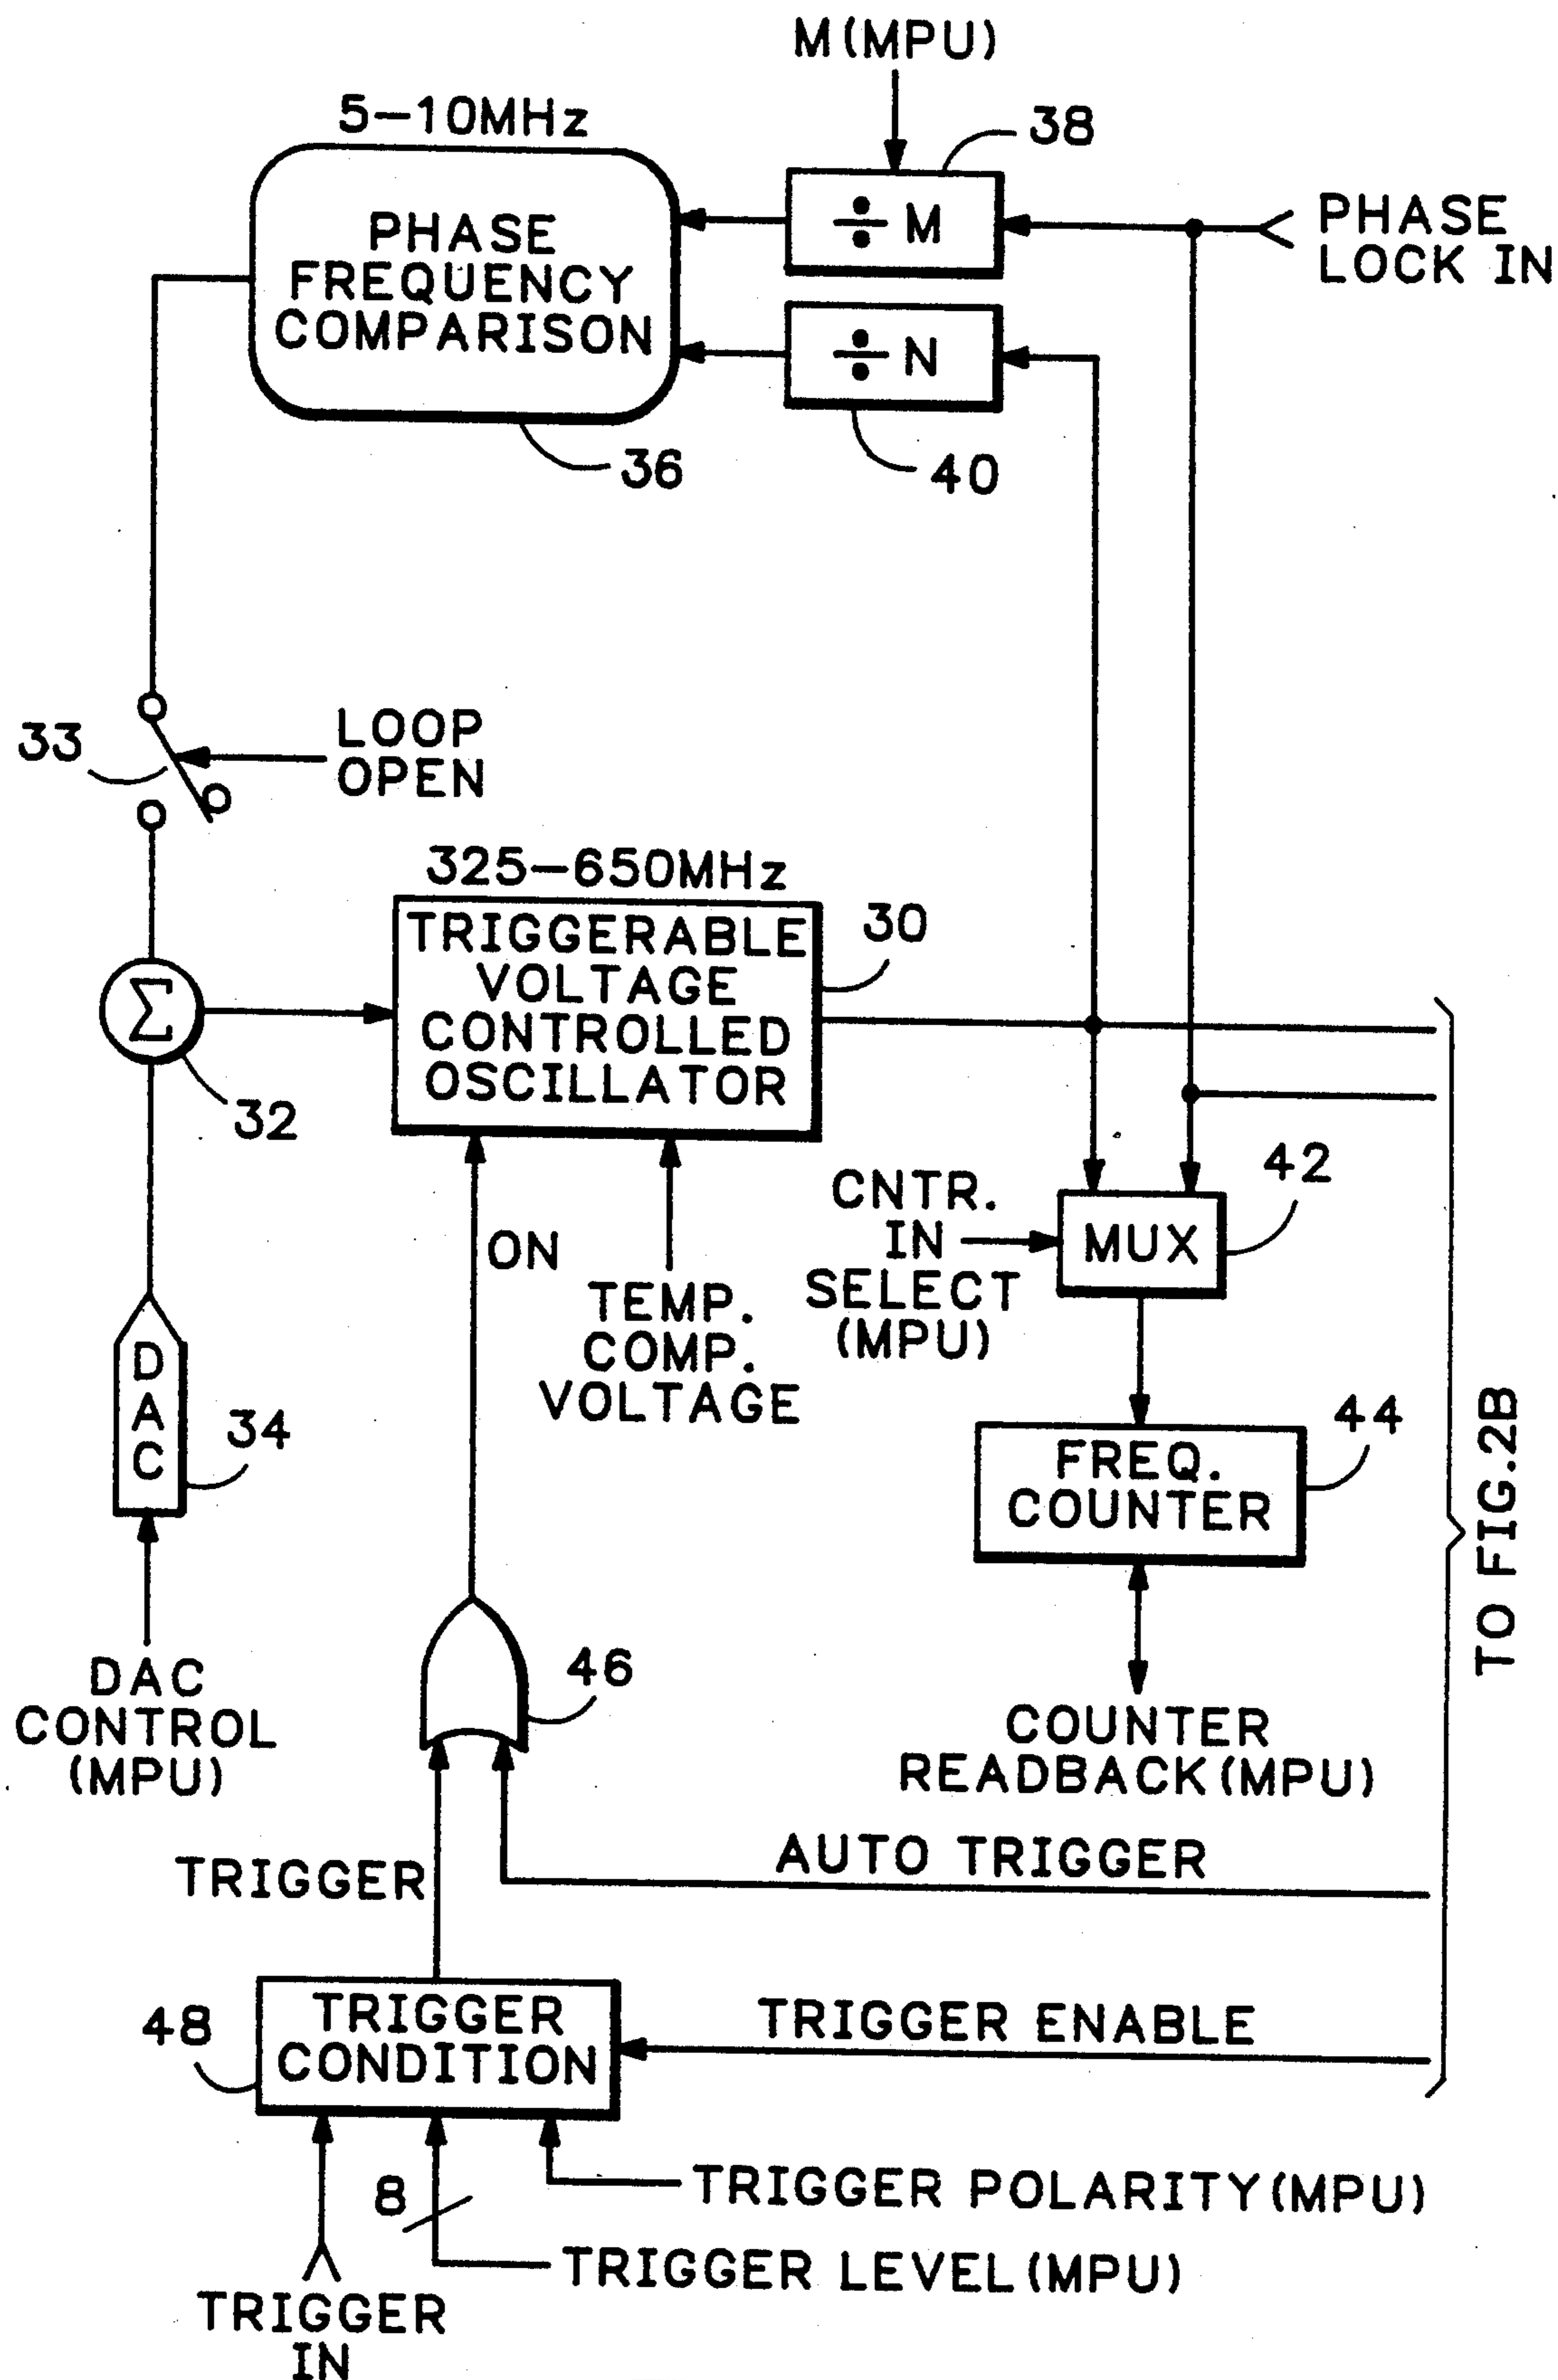 M(MPU)
5-10MHz
38
÷ M
PHASE
LOCK IN
PHASE
FREQUENCY
COMPARISON
÷ N
36
40
33
LOOP
OPEN
325-650MHz
TRIGGERABLE
VOLTAGE
CONTROLLED
OSCILLATOR
30
Σ
32
ON
TEMP.
COMP.
VOLTAGE
CNTR.
IN
SELECT
(MPU)
MUX
42
DAC
34
FREQ.
COUNTER
44
TO FIG.2B
DAC
CONTROL
(MPU)
46
COUNTER
READBACK(MPU)
TRIGGER
AUTO TRIGGER
48
TRIGGER
CONDITION
TRIGGER ENABLE
8
TRIGGER POLARITY(MPU)
TRIGGER LEVEL(MPU)
TRIGGER
IN